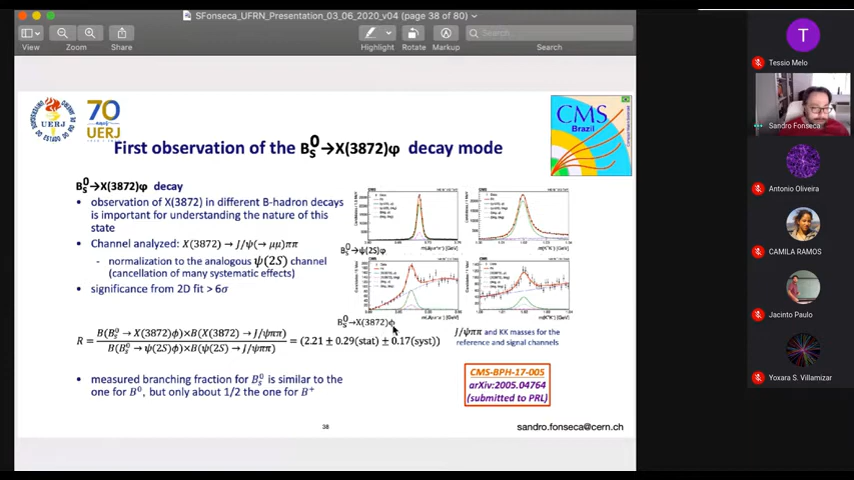 SFonseca_UFRN_Presentation_03_06_2020_v04 (page 38 of 80)
View
Zoom
Share
Highlight
Rotate
Markup
Search
Search
70
UERJ
CMS
Brazil
First observation of the B⁰ₛ→X(3872)φ decay mode
B⁰ₛ→X(3872)φ decay
• observation of X(3872) in different B-hadron decays
is important for understanding the nature of this
state
• Channel analyzed: X(3872) → J/ψ(→ μμ)ππ
- normalization to the analogous ψ(2S) channel
(cancellation of many systematic effects)
• significance from 2D fit > 6σ
B⁰ₛ→ψ(2S)φ
B⁰ₛ→X(3872)ϕ
R = B(B⁰ₛ → X(3872)ϕ)×B(X(3872) → J/ψππ) / B(B⁰ₛ → ψ(2S)ϕ)×B(ψ(2S) → J/ψππ) = (2.21 ± 0.29(stat) ± 0.17(syst))
J/ψππ and KK masses for the
reference and signal channels
• measured branching fraction for B⁰ₛ is similar to the
one for B⁰, but only about 1/2 the one for B⁺
CMS-BPH-17-005
arXiv:2005.04764
(submitted to PRL)
38
sandro.fonseca@cern.ch
T
Tessio Melo
Sandro Fonseca
Antonio Oliveira
CAMILA RAMOS
Jacinto Paulo
Yoxara S. Villamizar